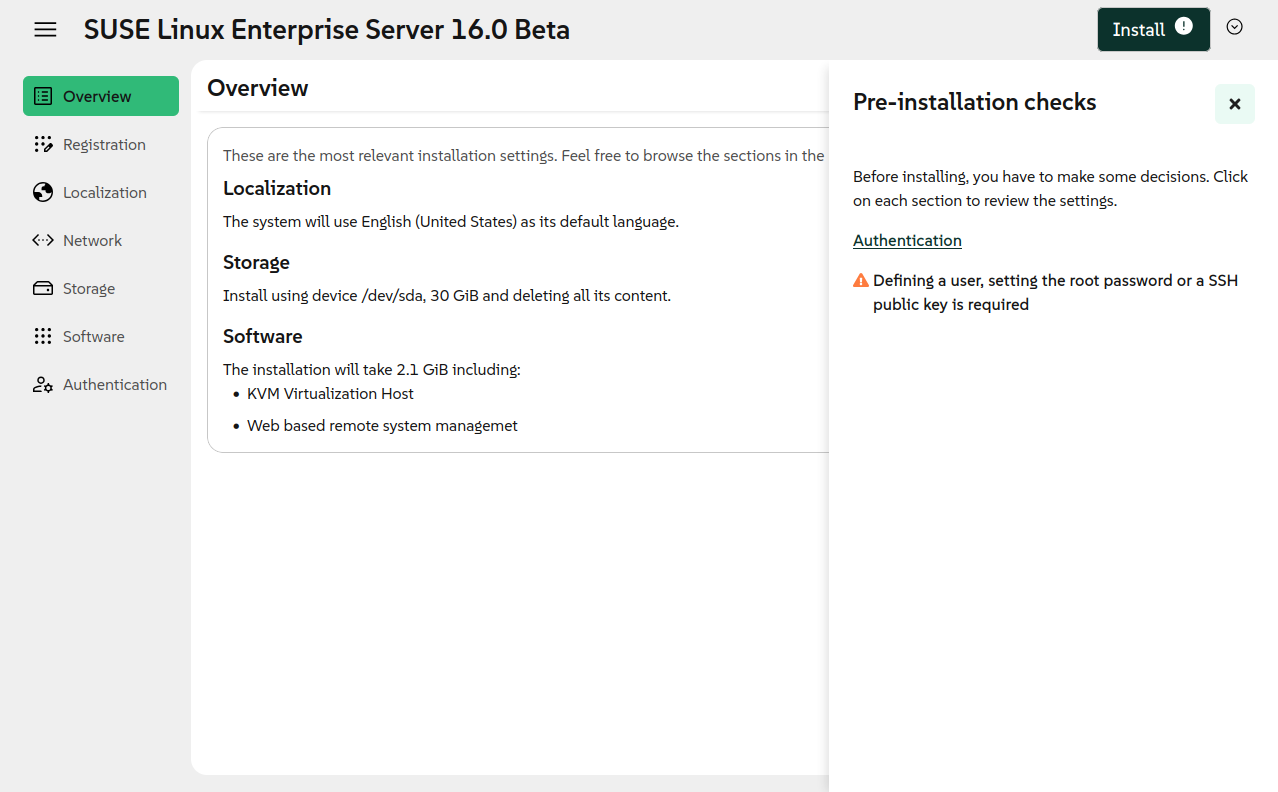 SUSE Linux Enterprise Server 16.0 Beta
Install
Overview
Registration
Localization
Network
Storage
Software
Authentication
Overview
These are the most relevant installation settings. Feel free to browse the sections in the
Localization
The system will use English (United States) as its default language.
Storage
Install using device /dev/sda, 30 GiB and deleting all its content.
Software
The installation will take 2.1 GiB including:
• KVM Virtualization Host
• Web based remote system managemet
Pre-installation checks
Before installing, you have to make some decisions. Click
on each section to review the settings.
Authentication
Defining a user, setting the root password or a SSH
public key is required